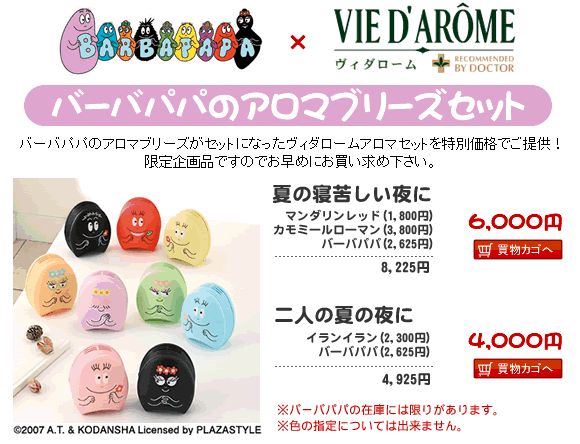 BARBAPAPA × VIE D'ARÔME
ヴィダローム RECOMMENDED BY DOCTOR
バーバパパのアロマブリーズセット
バーバパパのアロマブリーズがセットになったヴィダロームアロマセットを特別価格でご提供！
限定企画品ですのでお早めにお買い求め下さい。
夏の寝苦しい夜に
マンダリンレッド(1,800円)
カモミールローマン(3,800円)
バーバパパ(2,625円)
8,225円
6,000円
買物カゴへ
二人の夏の夜に
イランイラン(2,300円)
バーバパパ(2,625円)
4,925円
4,000円
買物カゴへ
※バーバパパの在庫には限りがあります。
※色の指定については出来ません。
©2007 A.T. & KODANSHA Licensed by PLAZASTYLE